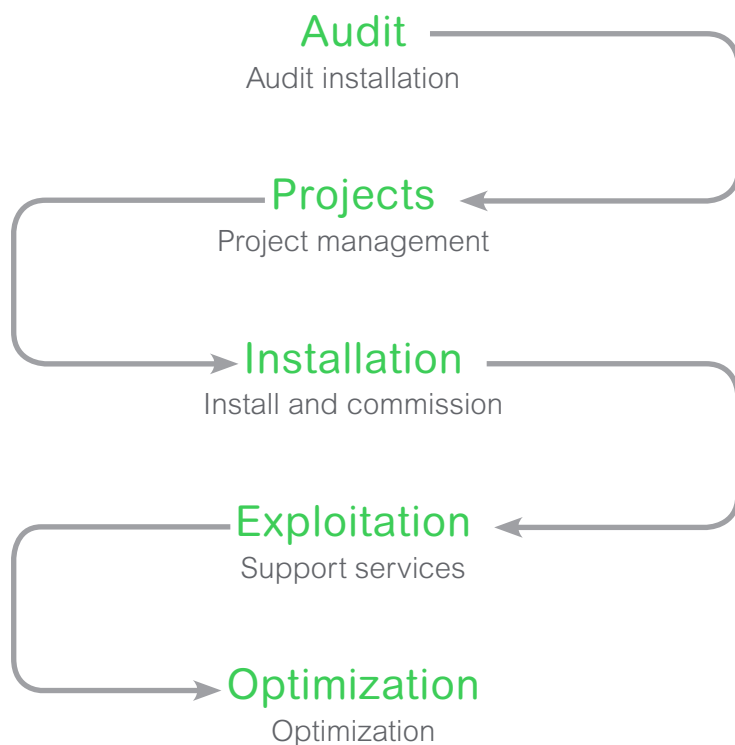 Audit
Audit installation
Projects
Project management
Installation
Install and commission
Exploitation
Support services
Optimization
Optimization